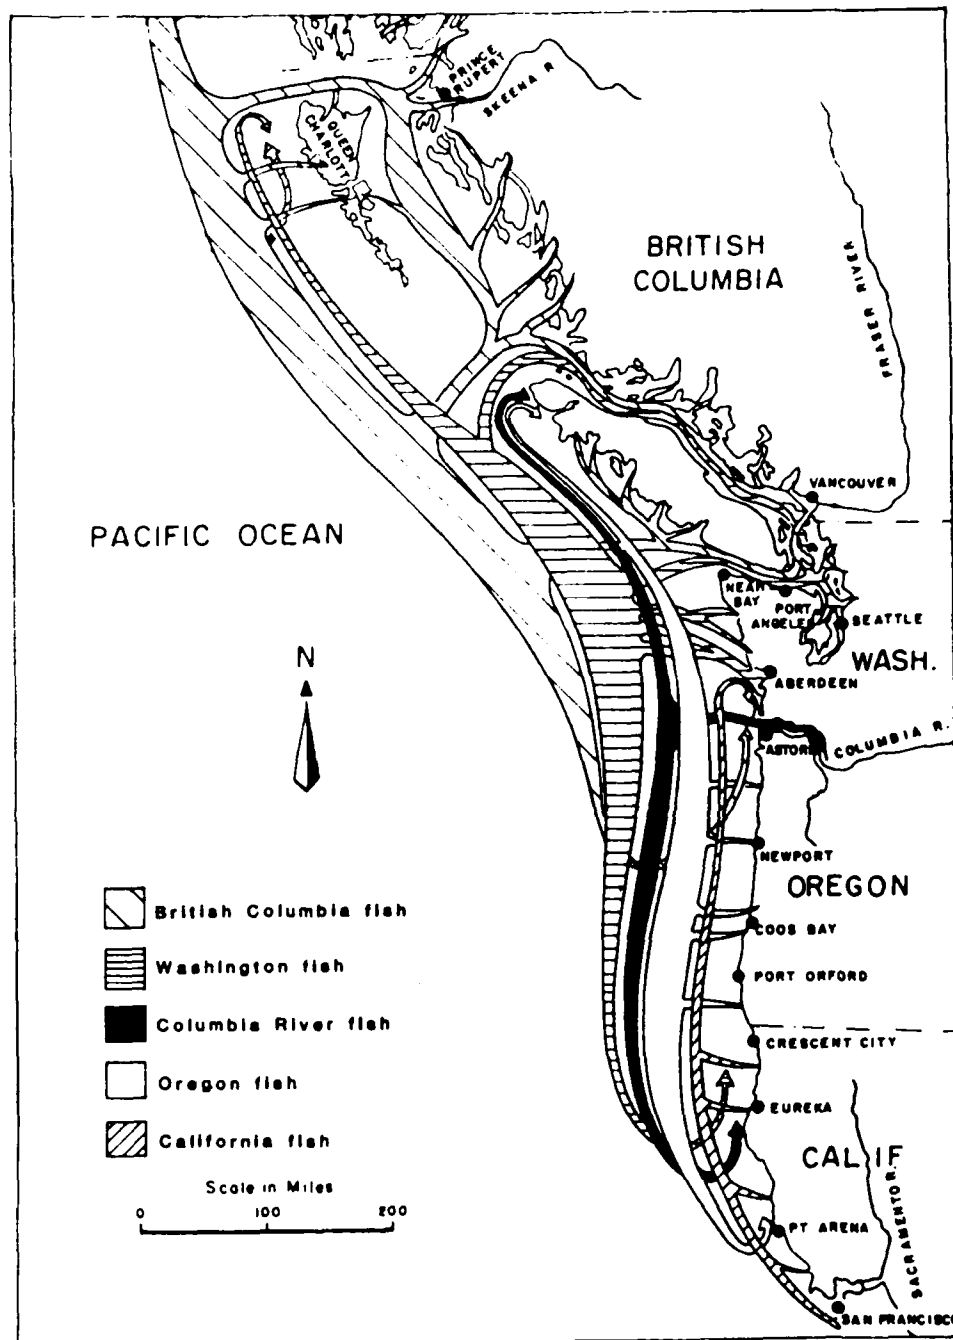 PRINCE
RUPERT
SKEENA R
QUEEN
CHARLOTT
BRITISH
COLUMBIA
FRASER RIVER
VANCOUVER
PACIFIC OCEAN
NEAH
BAY
PORT
ANGELES
SEATTLE
WASH.
N
ABERDEEN
COLUMBIA R.
ASTORI
NEWPORT
OREGON
COOS BAY
PORT ORFORD
CRESCENT CITY
EUREKA
CALIF
SACRAMENTO R.
PT ARENA
SAN FRANCISCO
British Columbia fish
Washington fish
Columbia River fish
Oregon fish
California fish
Scale in Miles
0 100 200